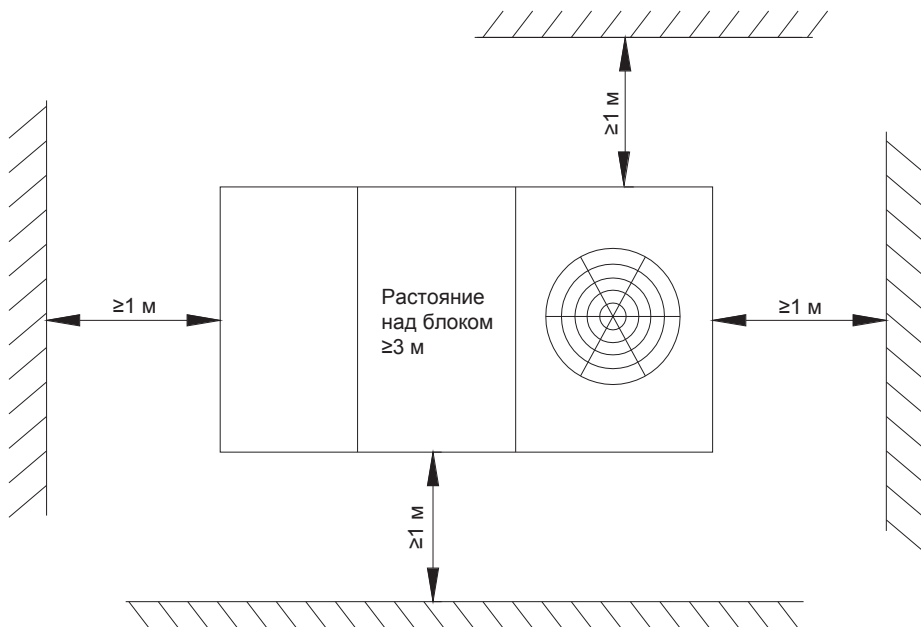 ≥1 м
≥1 м
Растояние
над блоком
≥3 м
≥1 м
≥1 м